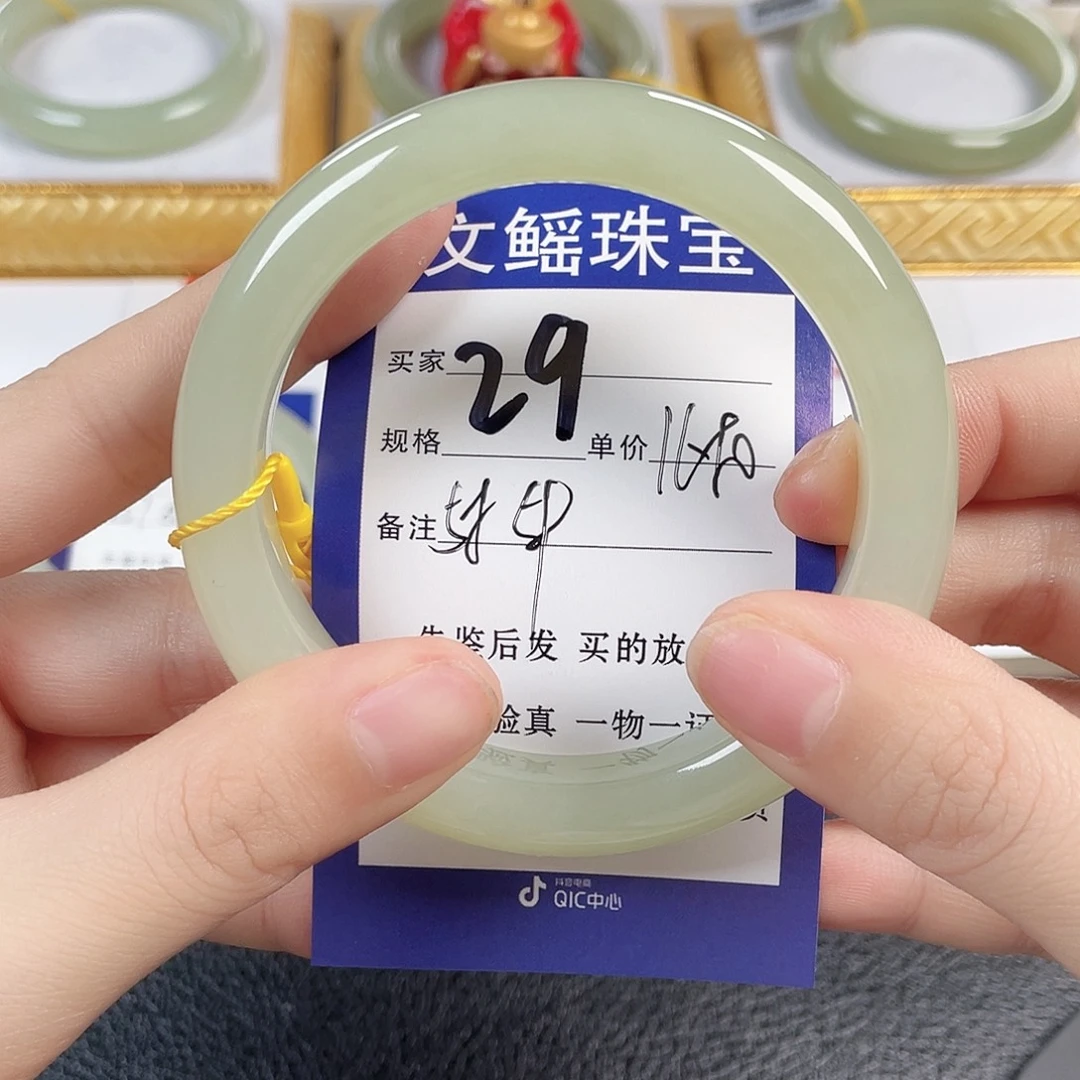 文鳐珠宝
买家 29
规格 单价
备注
先鉴后发 买的放
验真 一物一证
抖音电商
QIC中心